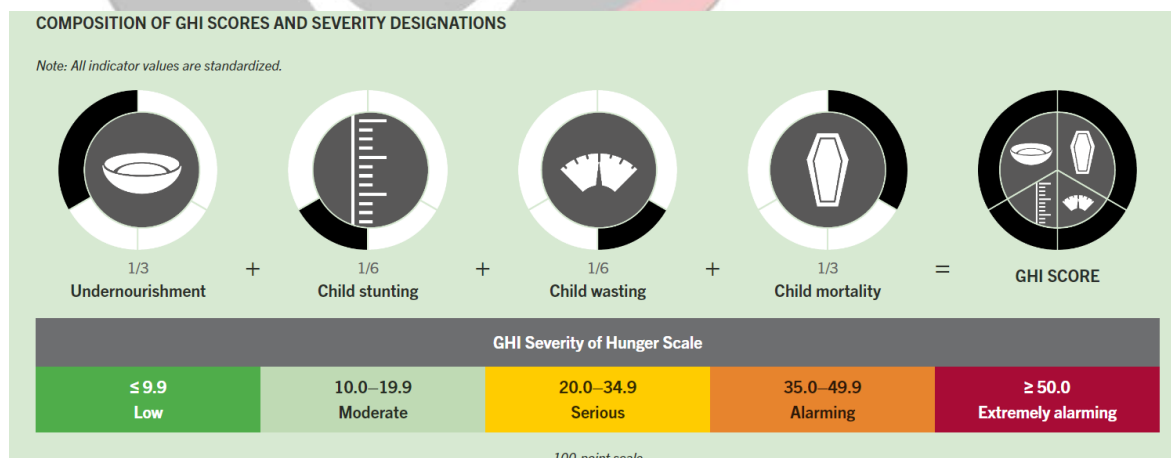 COMPOSITION OF GHI SCORES AND SEVERITY DESIGNATIONS
Note: All indicator values are standardized.
1/3 + 1/6 + 1/6 + 1/3 = GHI SCORE
Undernourishment Child stunting Child wasting Child mortality
GHI Severity of Hunger Scale
≤ 9.9 10.0–19.9 20.0–34.9 35.0–49.9 ≥ 50.0
Low Moderate Serious Alarming Extremely alarming
100-point scale